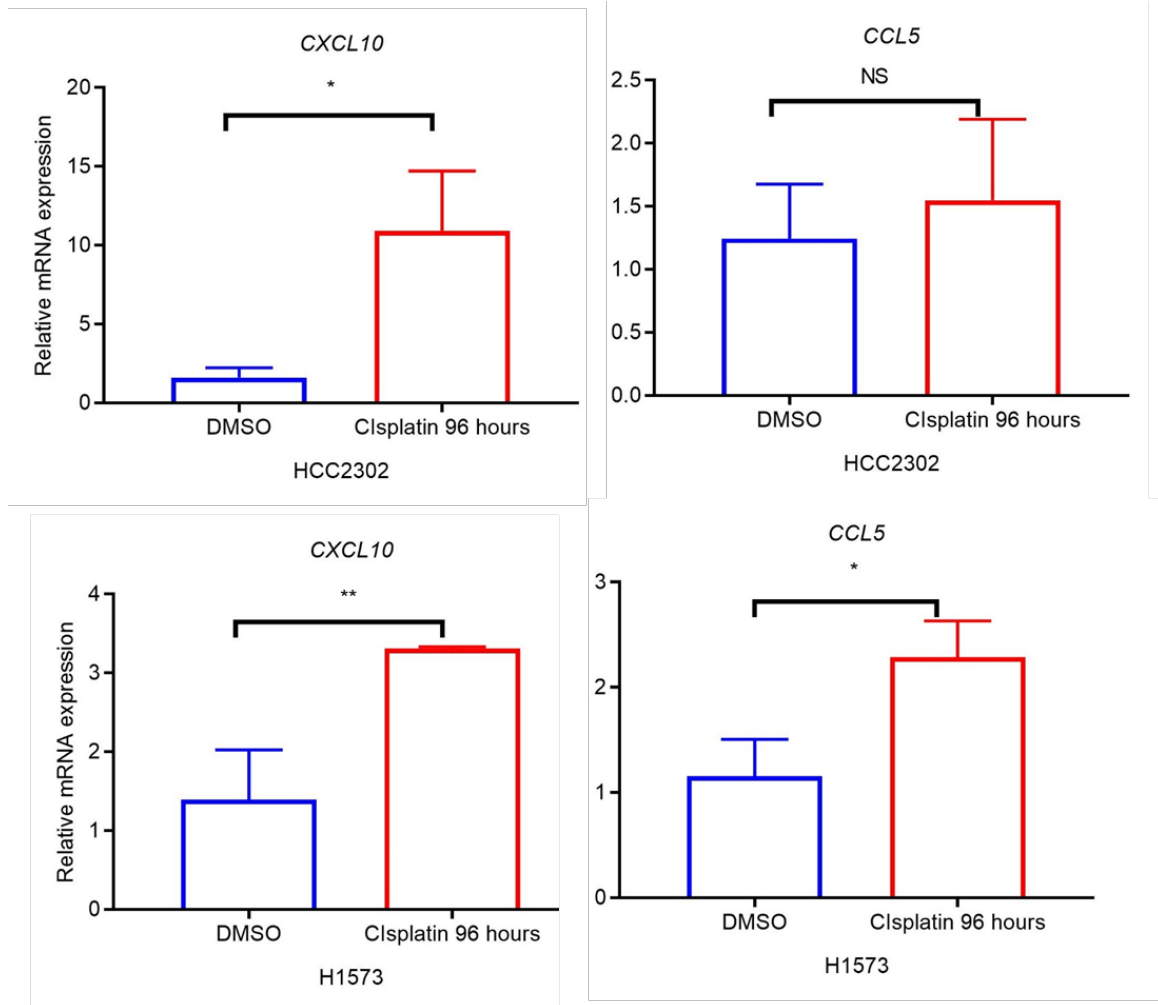 CXCL10
*
20
15
10
5
0
Relative mRNA expression
DMSO
CIsplatin 96 hours
HCC2302
CCL5
NS
2.5
2.0
1.5
1.0
0.5
0.0
DMSO
CIsplatin 96 hours
HCC2302
CXCL10
**
4
3
2
1
0
Relative mRNA expression
DMSO
CIsplatin 96 hours
H1573
CCL5
*
3
2
1
0
DMSO
CIsplatin 96 hours
H1573